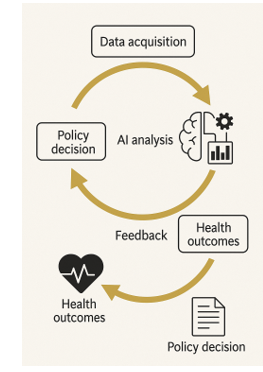 Data acquisition
Policy
decision
AI analysis
Feedback
Health
outcomes
Health
outcomes
Policy decision